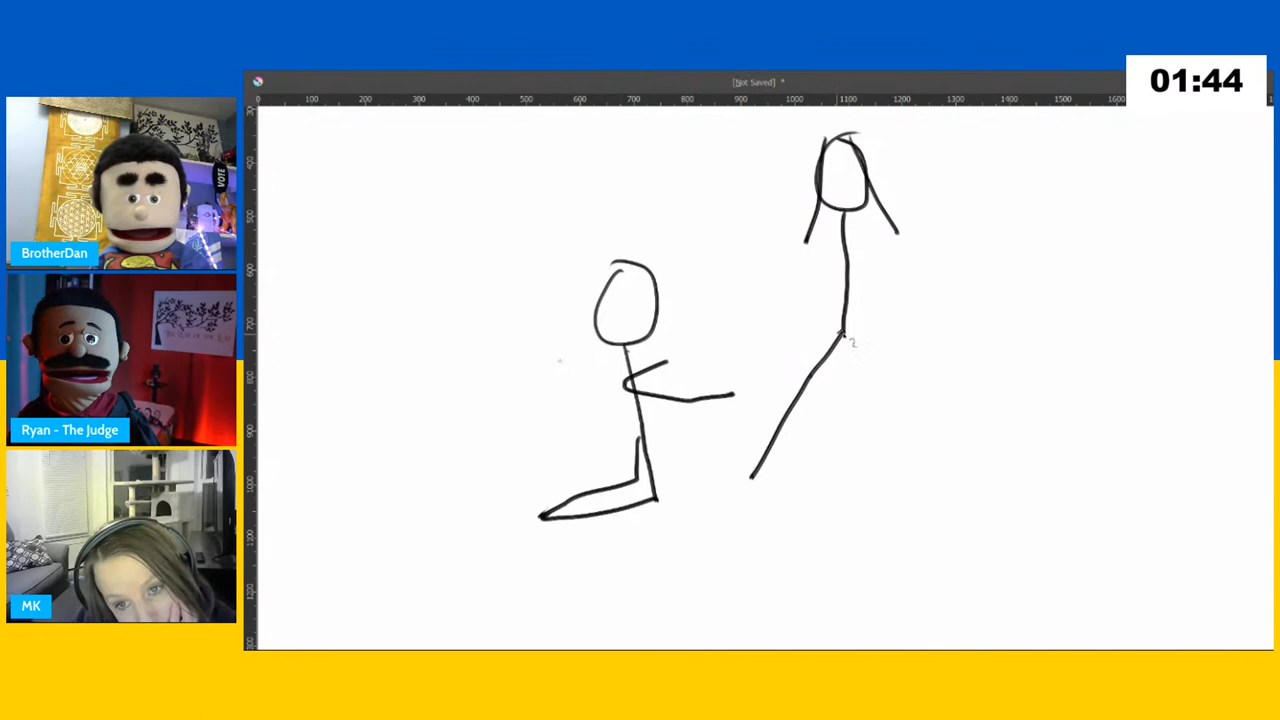 [Not Saved] *
01:44
0 100 200 300 400 500 600 700 800 900 1000 1100 1200 1300 1400 1500
VOTE
BrotherDan
Ryan - The Judge
MK